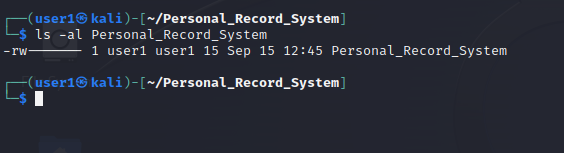 ┌──(user1㉿kali)-[~/Personal_Record_System]
└─$ ls -al Personal_Record_System
-rw------- 1 user1 user1 15 Sep 15 12:45 Personal_Record_System
┌──(user1㉿kali)-[~/Personal_Record_System]
└─$